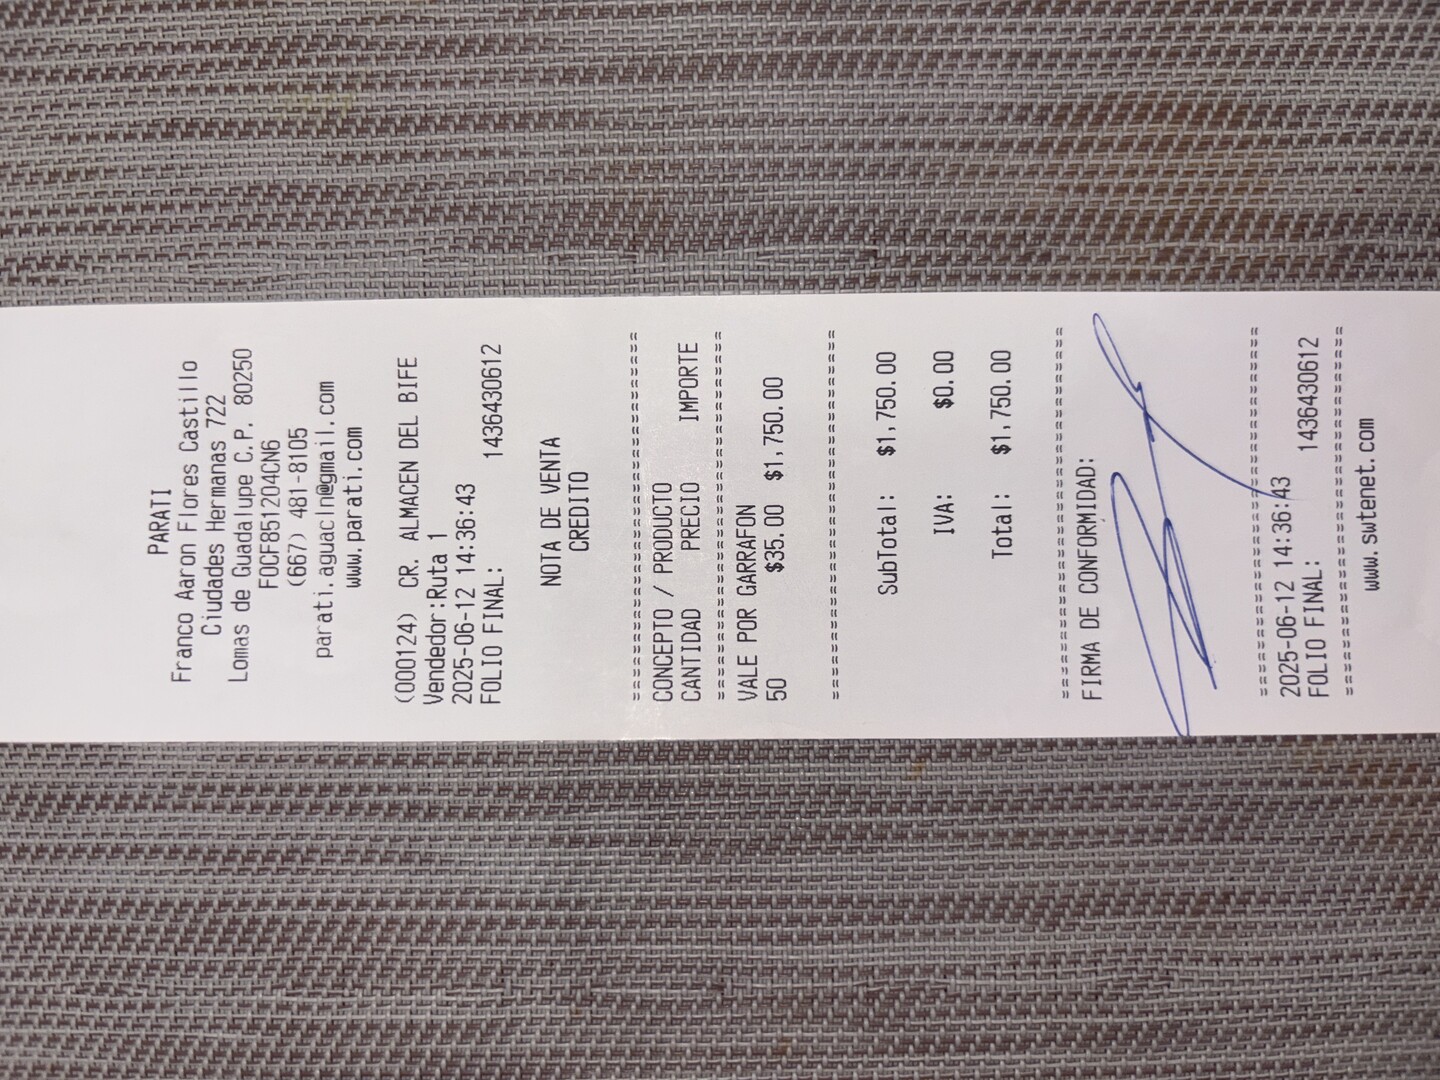 PARATI
Franco Aaron Flores Castillo
Ciudades Hermanas 722
Lomas de Guadalupe C.P. 80250
FOCF851204CN6
(667) 481-8105
parati.aguacln@gmail.com
www.parati.com
(000124) CR. ALMACEN DEL BIFE
Vendedor:Ruta 1
2025-06-12 14:36:43
FOLIO FINAL: 1436430612
NOTA DE VENTA
CREDITO
================================
CONCEPTO / PRODUCTO
CANTIDAD PRECIO IMPORTE
================================
VALE POR GARRAFON
50 $35.00 $1,750.00
================================
SubTotal: $1,750.00
IVA: $0.00
Total: $1,750.00
================================
FIRMA DE CONFORMIDAD:
================================
2025-06-12 14:36:43
FOLIO FINAL: 1436430612
================================
www.swtenet.com